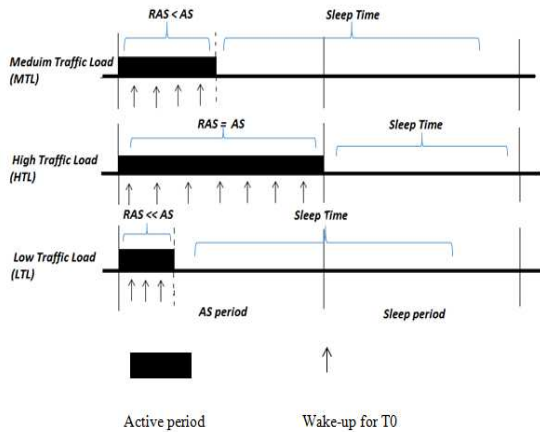 RAS < AS
Sleep Time
Meduim Traffic Load
(MTL)
RAS = AS
Sleep Time
High Traffic Load
(HTL)
RAS << AS
Sleep Time
Low Traffic Load
(LTL)
AS period
Sleep period
Active period
Wake-up for T0